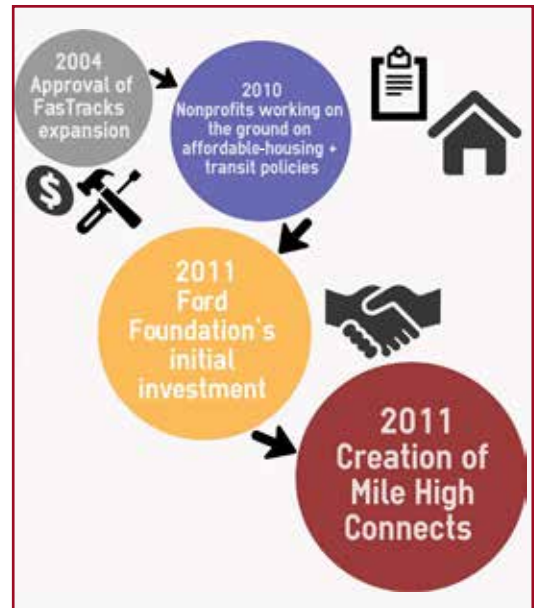 2004
Approval of
FasTracks
expansion
2010
Nonprofits working on
the ground on
affordable-housing +
transit policies
$
2011
Ford
Foundation's
initial
investment
2011
Creation of
Mile High
Connects